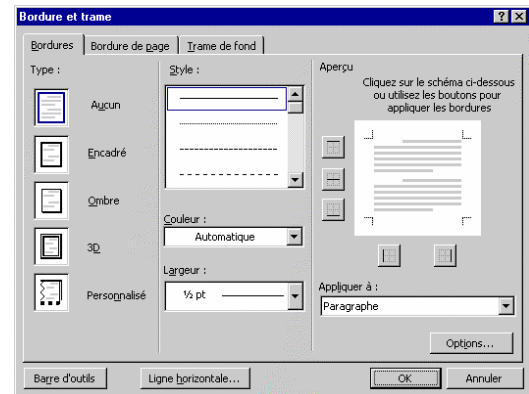 Bordure et trame
Bordures
Bordure de page
Trame de fond
Type :
Aucun
Encadré
Ombre
3D
Personnalisé
Style :
Couleur :
Automatique
Largeur :
½ pt
Aperçu
Cliquez sur le schéma ci-dessous
ou utilisez les boutons pour
appliquer les bordures
Appliquer à :
Paragraphe
Options...
Barre d'outils
Ligne horizontale...
OK
Annuler